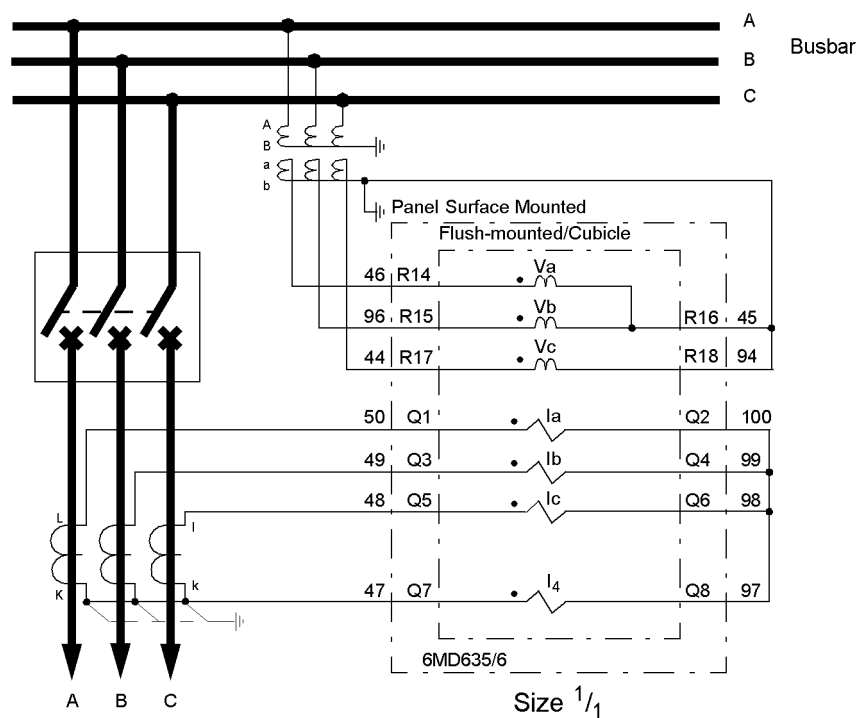 A
Busbar
B
C
A
B
a
b
Panel Surface Mounted
Flush-mounted/Cubicle
46 R14 Va
96 R15 Vb R16 45
44 R17 Vc R18 94
50 Q1 Ia Q2 100
49 Q3 Ib Q4 99
48 Q5 Ic Q6 98
L l
K k
47 Q7 I4 Q8 97
6MD635/6
A B C
Size 1/1